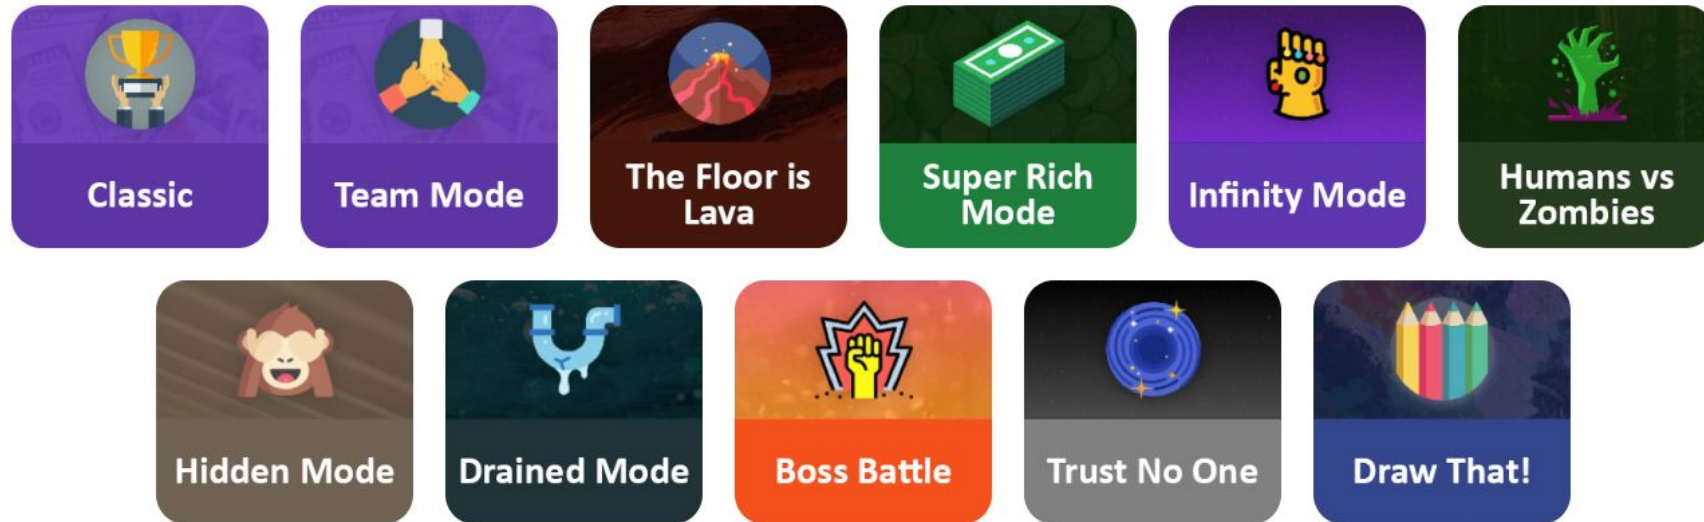 Classic
Team Mode
The Floor is
Lava
Super Rich
Mode
Infinity Mode
Humans vs
Zombies
Hidden Mode
Drained Mode
Boss Battle
Trust No One
Draw That!